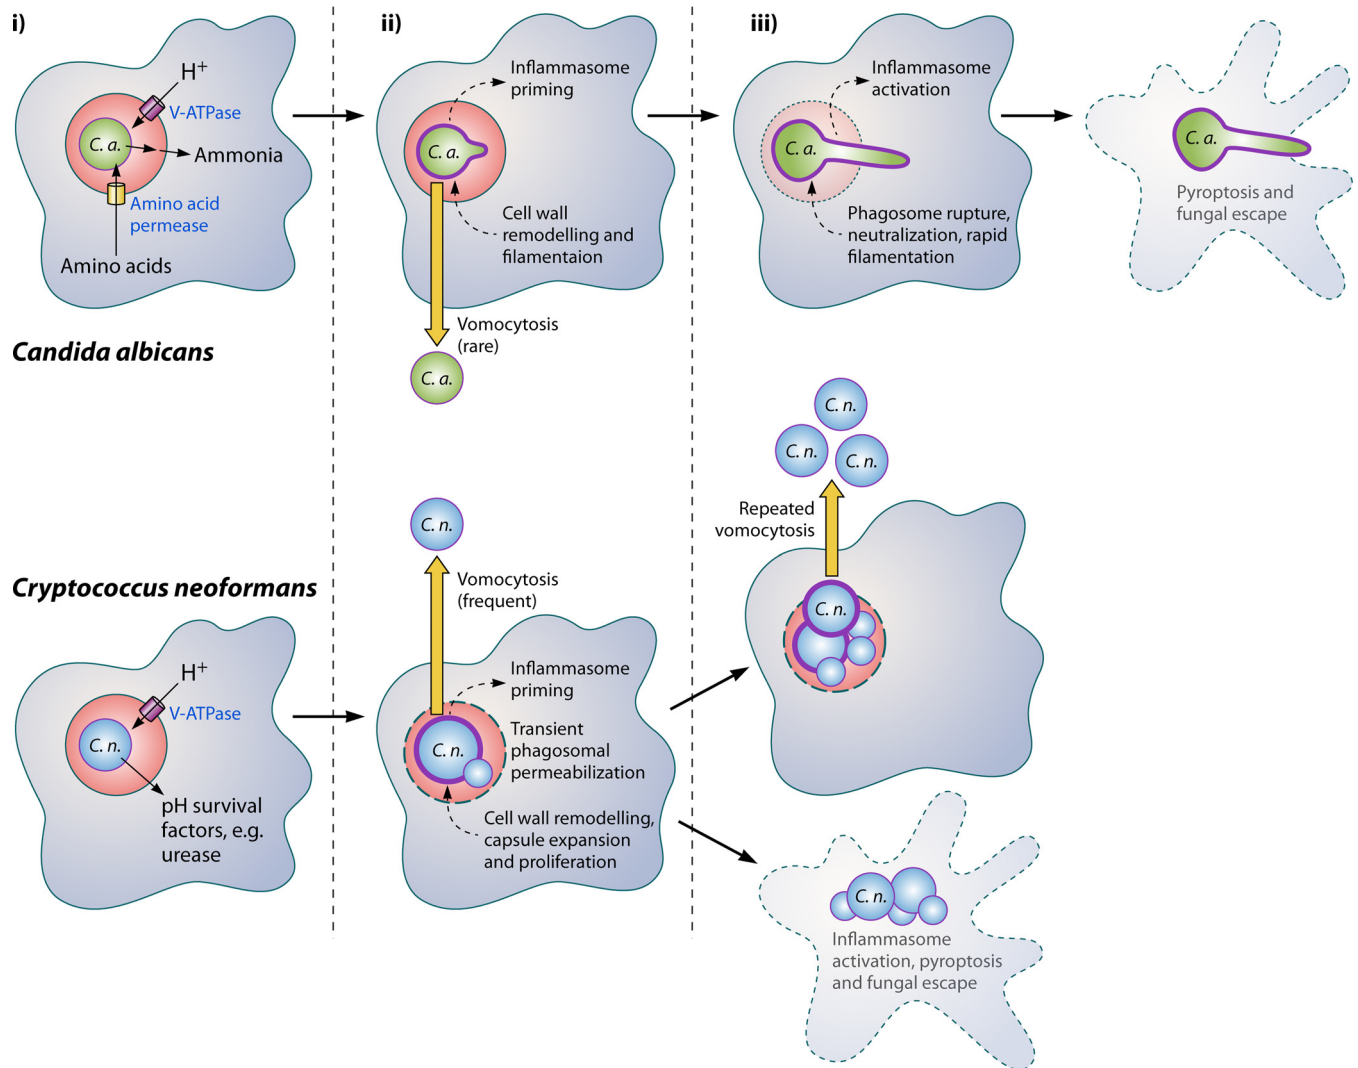 i)
H+
V-ATPase
C. a.
Ammonia
Amino acid
permease
Amino acids
ii)
Inflammasome
priming
C. a.
Cell wall
remodelling and
filamentaion
Vomocytosis
(rare)
C. a.
iii)
Inflammasome
activation
C. a.
Phagosome rupture,
neutralization, rapid
filamentation
C. a.
Pyroptosis and
fungal escape
Candida albicans
Cryptococcus neoformans
H+
V-ATPase
C. n.
pH survival
factors, e.g.
urease
C. n.
Vomocytosis
(frequent)
Inflammasome
priming
C. n.
Transient
phagosomal
permeabilization
Cell wall remodelling,
capsule expansion
and proliferation
C. n.
C. n.
C. n.
Repeated
vomocytosis
C. n.
C. n.
Inflammasome
activation, pyroptosis
and fungal escape